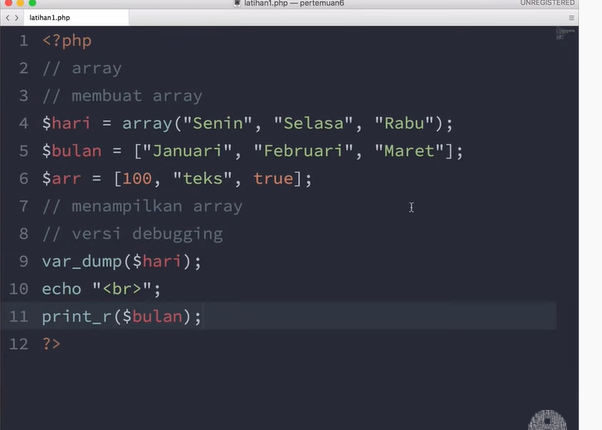 latihan1.php — pertemuan6
UNREGISTERED
latihan1.php
1 <?php
2 // array
3 // membuat array
4 $hari = array("Senin", "Selasa", "Rabu");
5 $bulan = ["Januari", "Februari", "Maret"];
6 $arr = [100, "teks", true];
7 // menampilkan array
8 // versi debugging
9 var_dump($hari);
10 echo "<br>";
11 print_r($bulan);
12 ?>